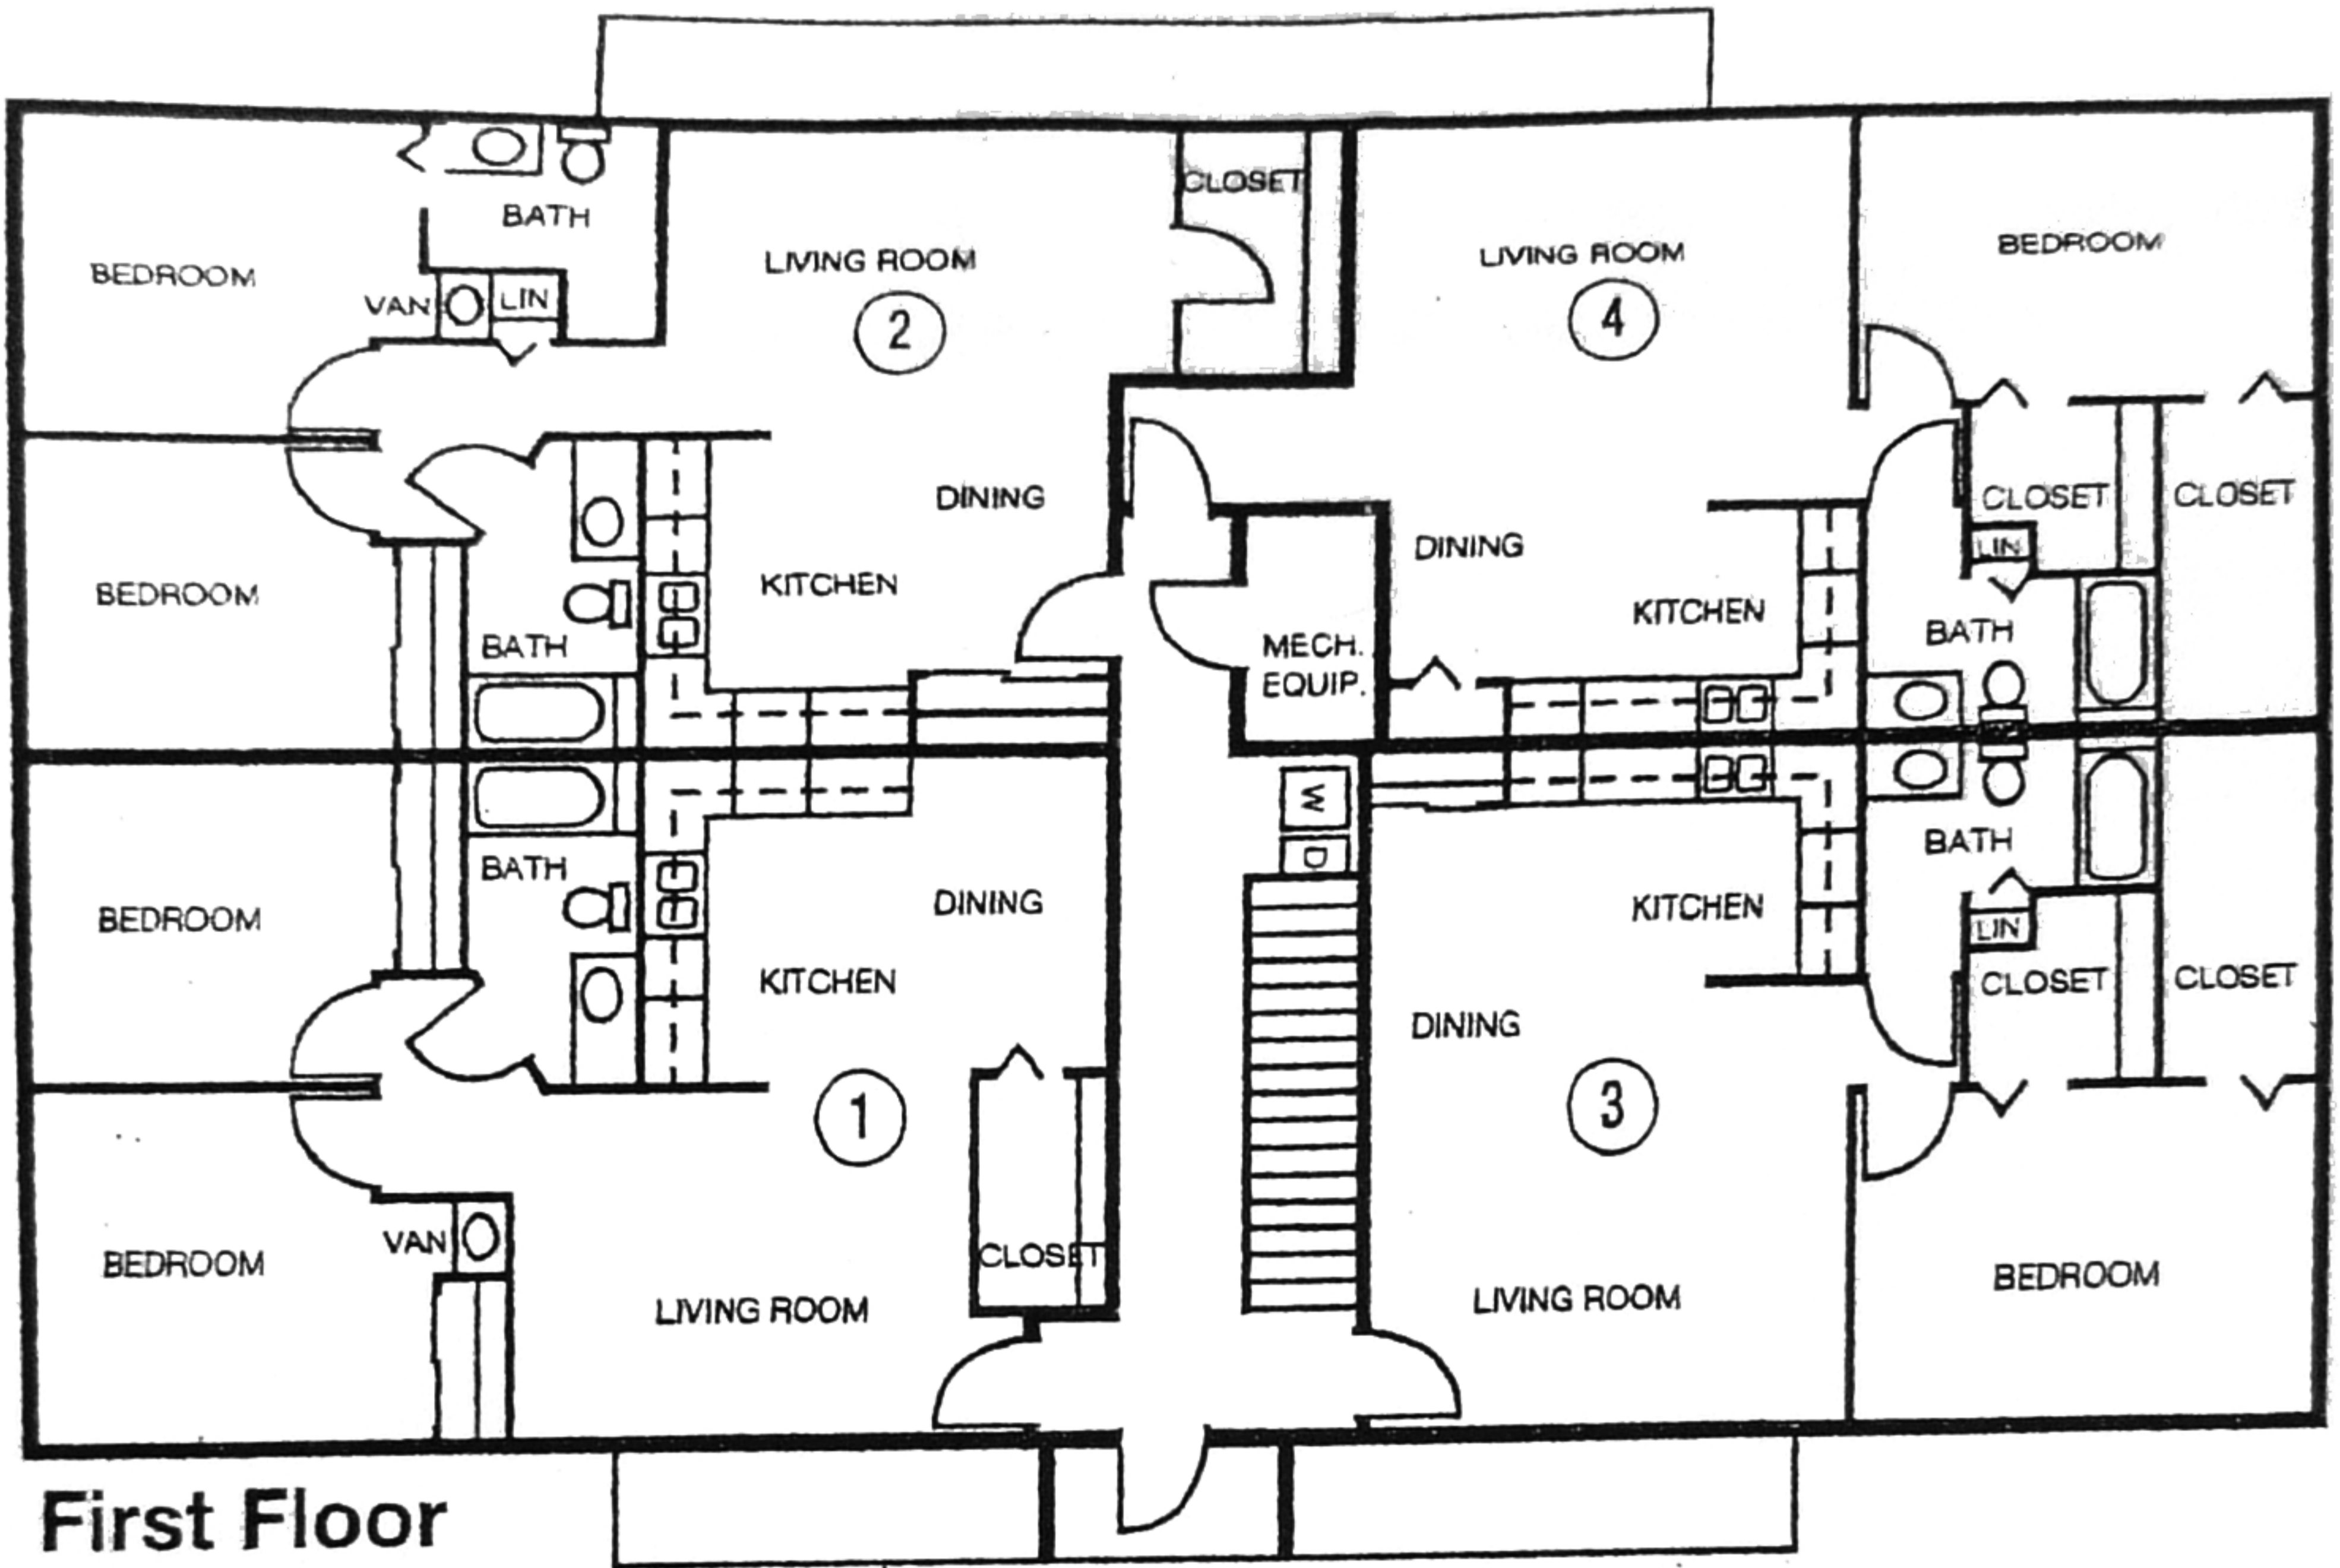 CLOSET
BATH
LIVING ROOM
LIVING ROOM
BEDROOM
BEDROOM
VAN
LIN
2
4
DINING
CLOSET
CLOSET
DINING
LIN
BEDROOM
KITCHEN
KITCHEN
BATH
MECH.
EQUIP.
BATH
W
D
BATH
BATH
BEDROOM
DINING
KITCHEN
LIN
KITCHEN
CLOSET
CLOSET
DINING
1
3
VAN
CLOSET
BEDROOM
BEDROOM
LIVING ROOM
LIVING ROOM
First Floor